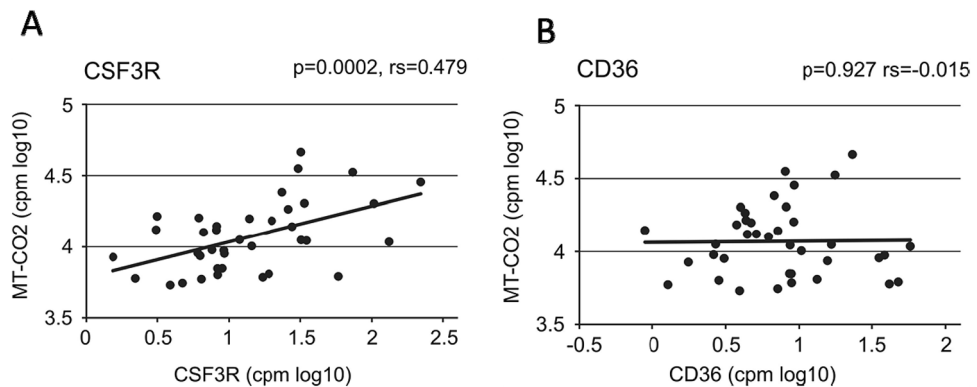 A
CSF3R
p=0.0002, rs=0.479
MT-CO2 (cpm log10)
5
4.5
4
3.5
0 0.5 1 1.5 2 2.5
CSF3R (cpm log10)
B
CD36
p=0.927 rs=-0.015
MT-CO2 (cpm log10)
5
4.5
4
3.5
-0.5 0 0.5 1 1.5 2
CD36 (cpm log10)